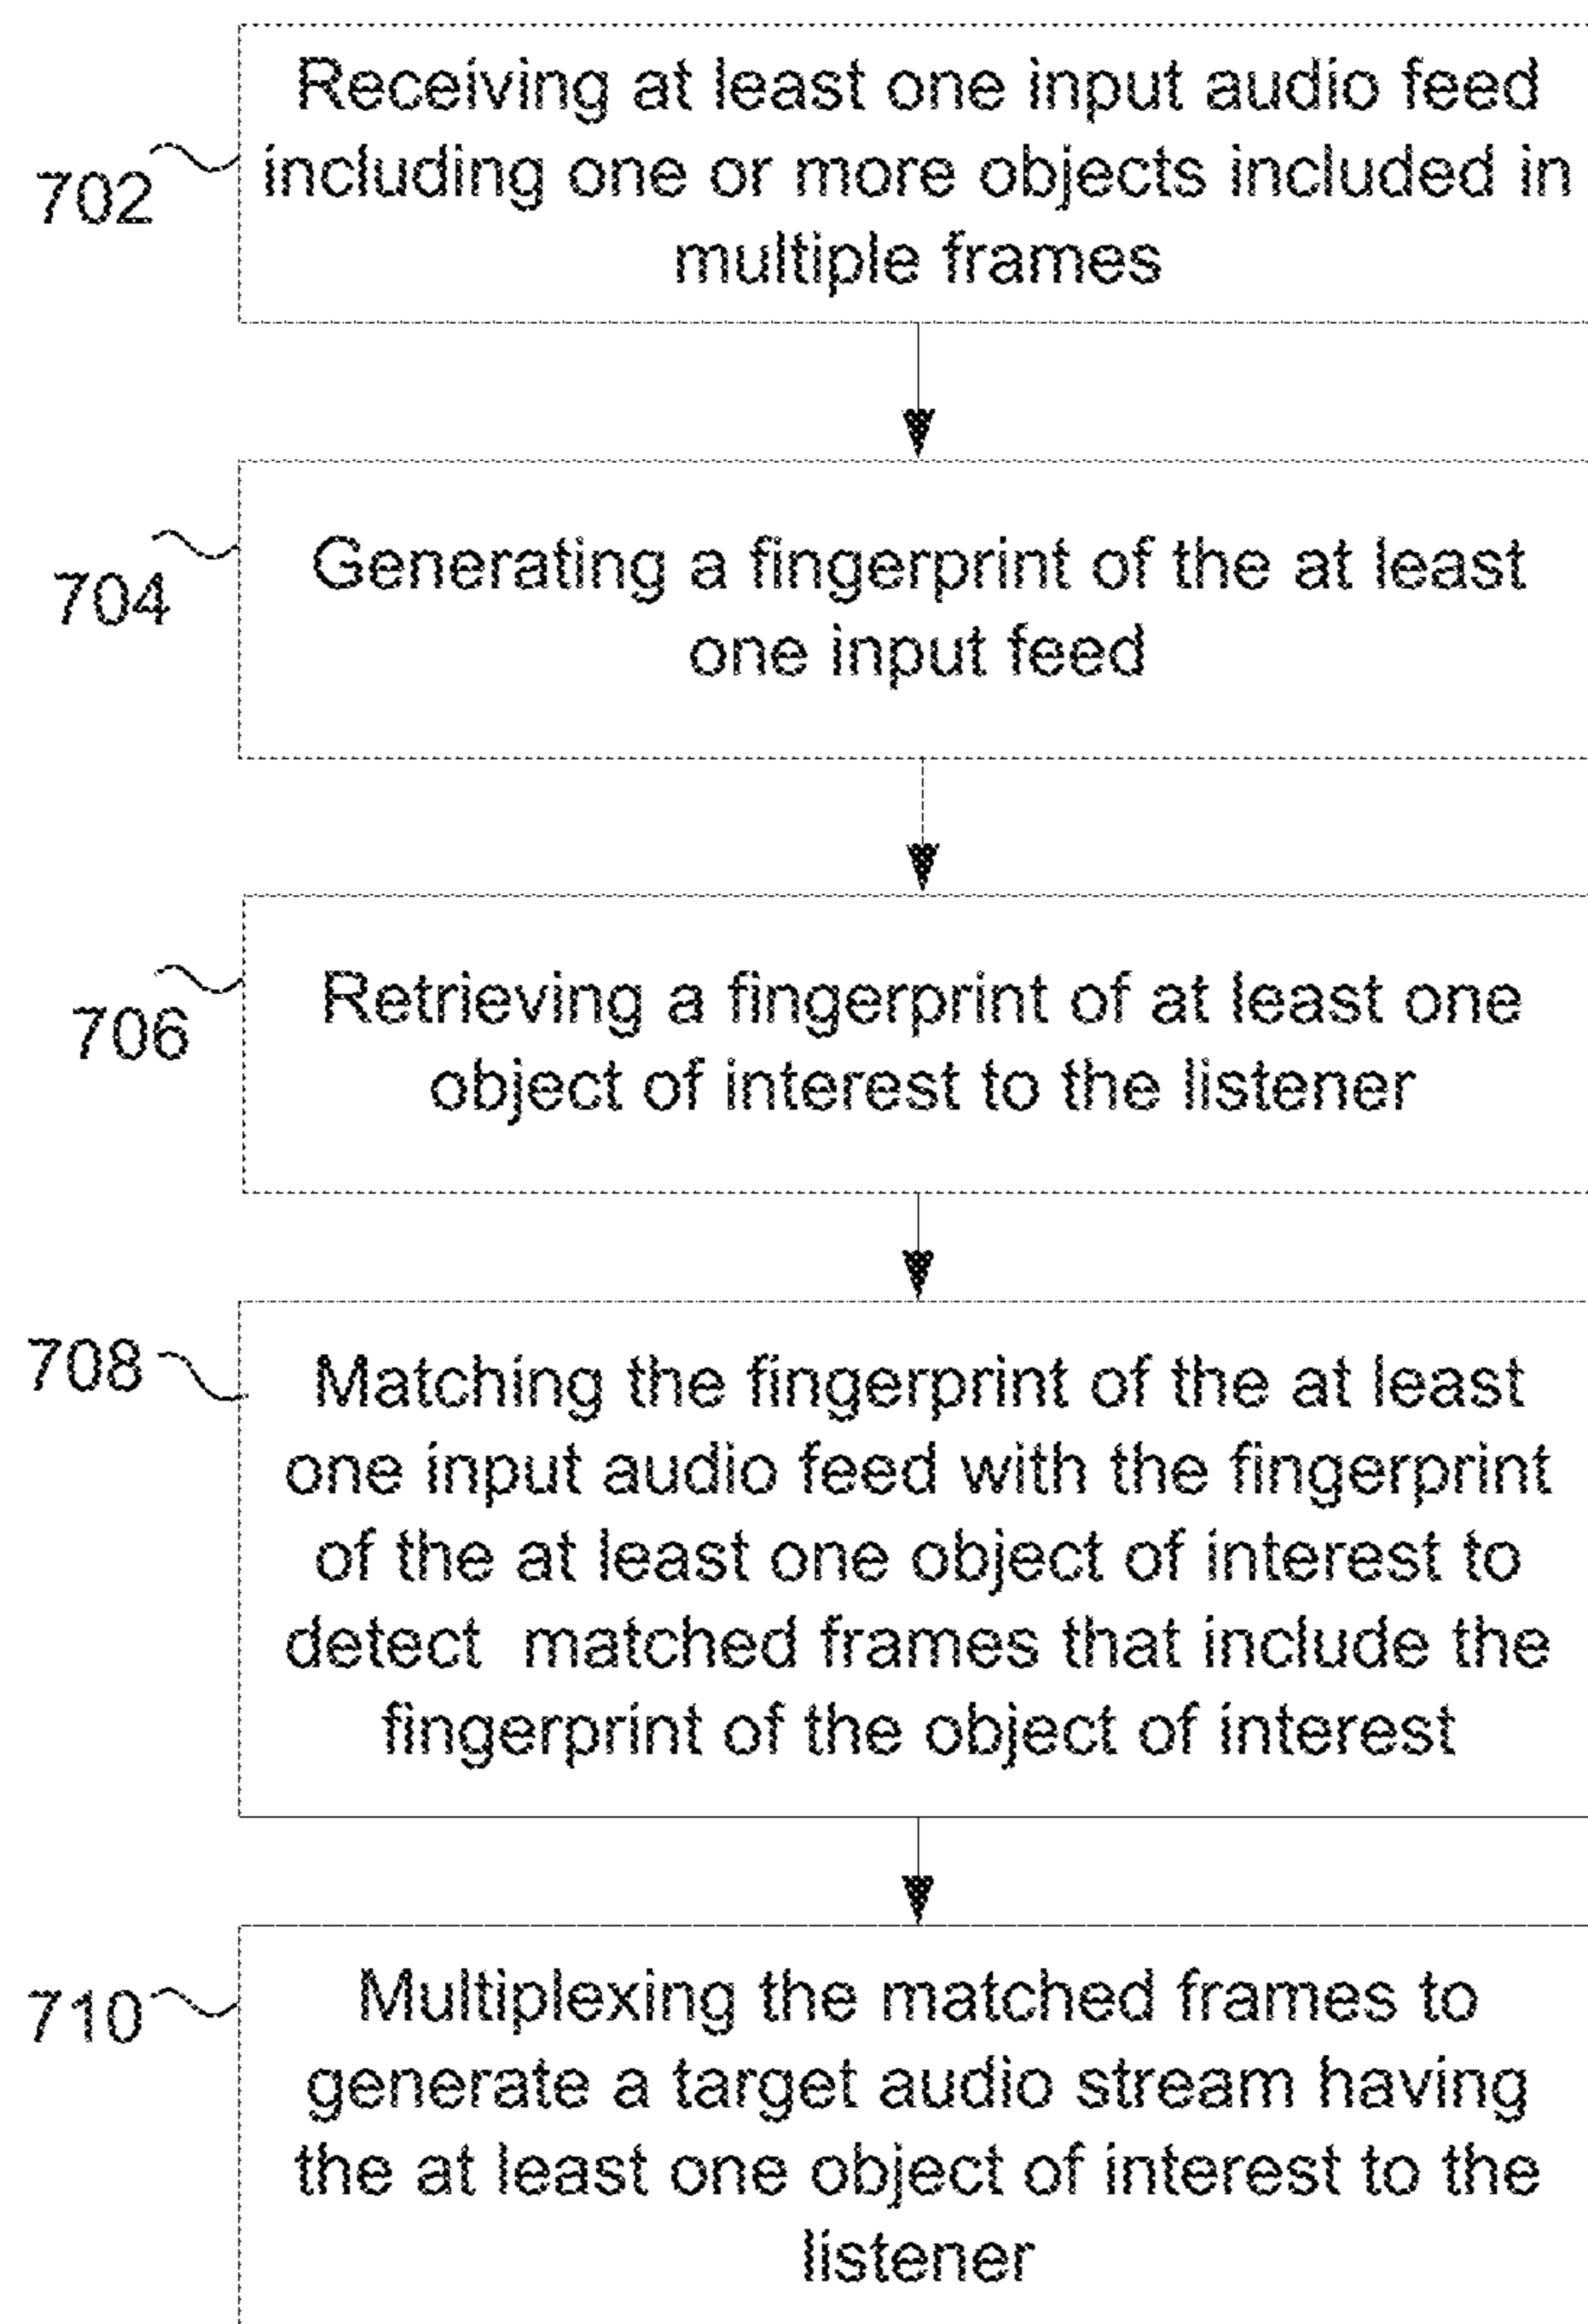 702
Receiving at least one input audio feed
including one or more objects included in
multiple frames
704
Generating a fingerprint of the at least
one input feed
706
Retrieving a fingerprint of at least one
object of interest to the listener
708
Matching the fingerprint of the at least
one input audio feed with the fingerprint
of the at least one object of interest to
detect  matched frames that include the
fingerprint of the object of interest
710
Multiplexing the matched frames to
generate a target audio stream having
the at least one object of interest to the
listener